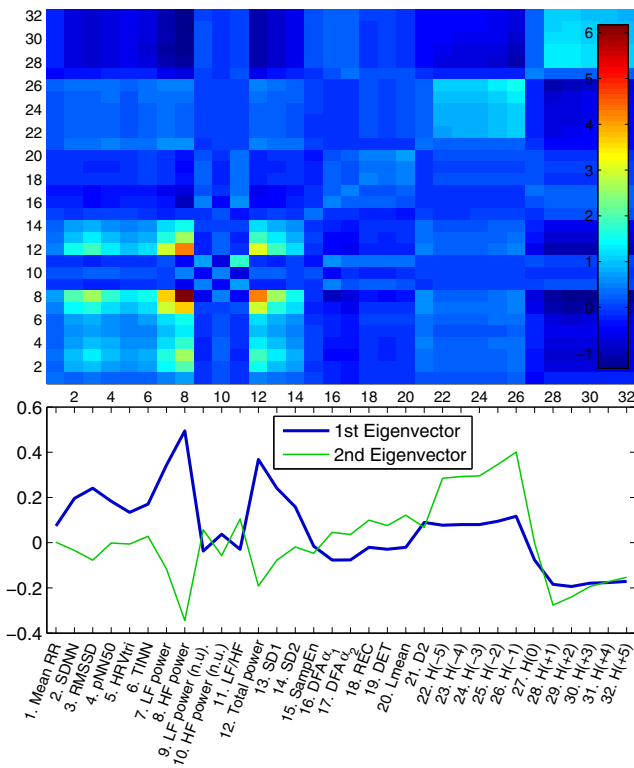 32
30
28
26
24
22
20
18
16
14
12
10
8
6
4
2
6
5
4
3
2
1
0
−1
2 4 6 8 10 12 14 16 18 20 22 24 26 28 30 32
0.6
0.4
0.2
0
−0.2
−0.4
1st Eigenvector
2nd Eigenvector
1. Mean RR
2. SDNN
3. RMSSD
4. pNN50
5. HRVtri
6. TINN
7. LF power
8. HF power
9. LF power (n.u)
10. HF power (n.u.)
11. LF/HF
12. Total power
13. SD1
14. SD2
15. SampEn
16. DFA α1
17. DFA α2
18. REC
19. DET
20. Lmean
21. D2
22. H(−5)
23. H(−4)
24. H(−3)
25. H(−2)
26. H(−1)
27. H(0)
28. H(+1)
29. H(+2)
30. H(+3)
31. H(+4)
32. H(+5)